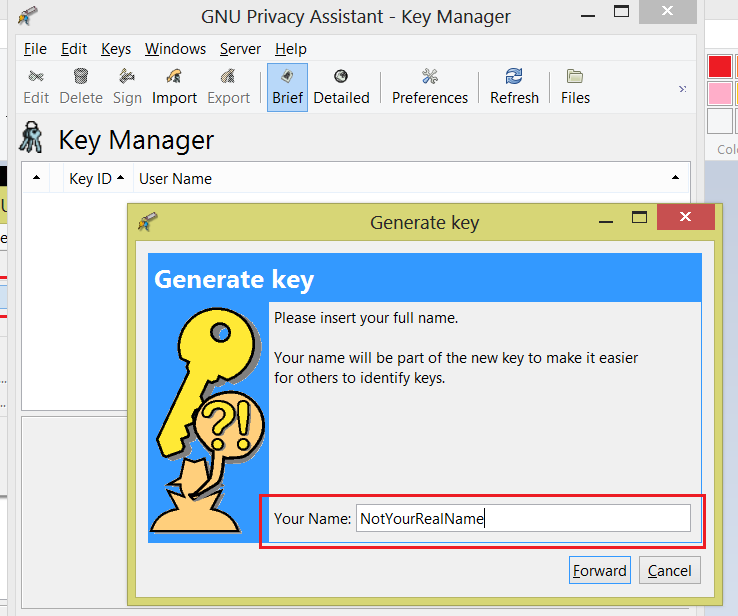 GNU Privacy Assistant - Key Manager
File Edit Keys Windows Server Help
Edit Delete Sign Import Export Brief Detailed Preferences Refresh Files »
Key Manager
Key ID User Name
Generate key
Generate key
Please insert your full name.
Your name will be part of the new key to make it easier
for others to identify keys.
?!
Your Name: NotYourRealName
Forward Cancel